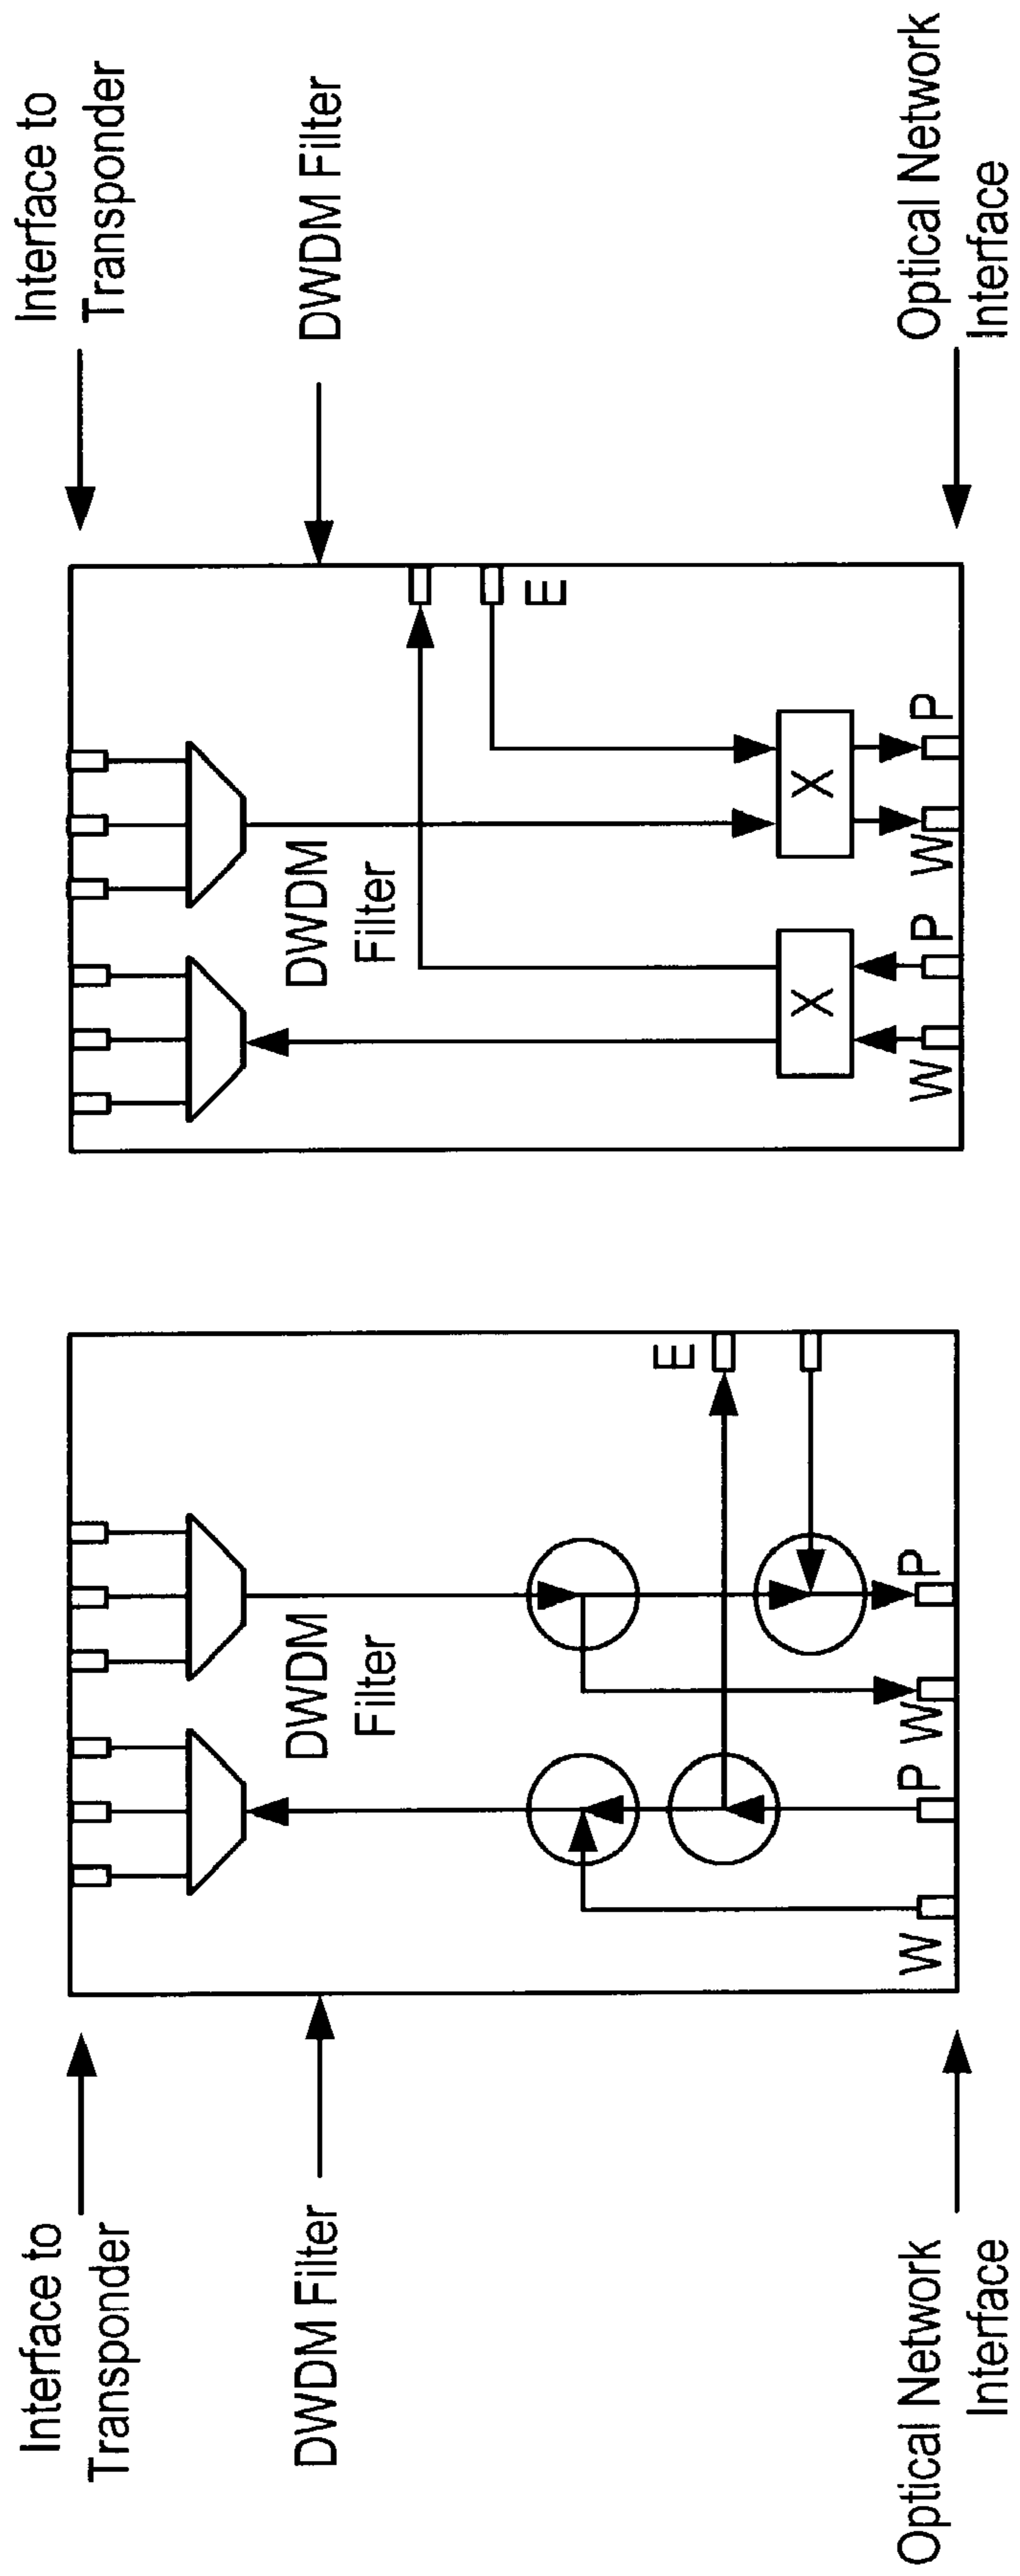 Interface to
Transponder
DWDM Filter
DWDM
Filter
E
W P W P
Optical Network
Interface
Interface to
Transponder
DWDM Filter
DWDM
Filter
E
X X
W P W P
Optical Network
Interface